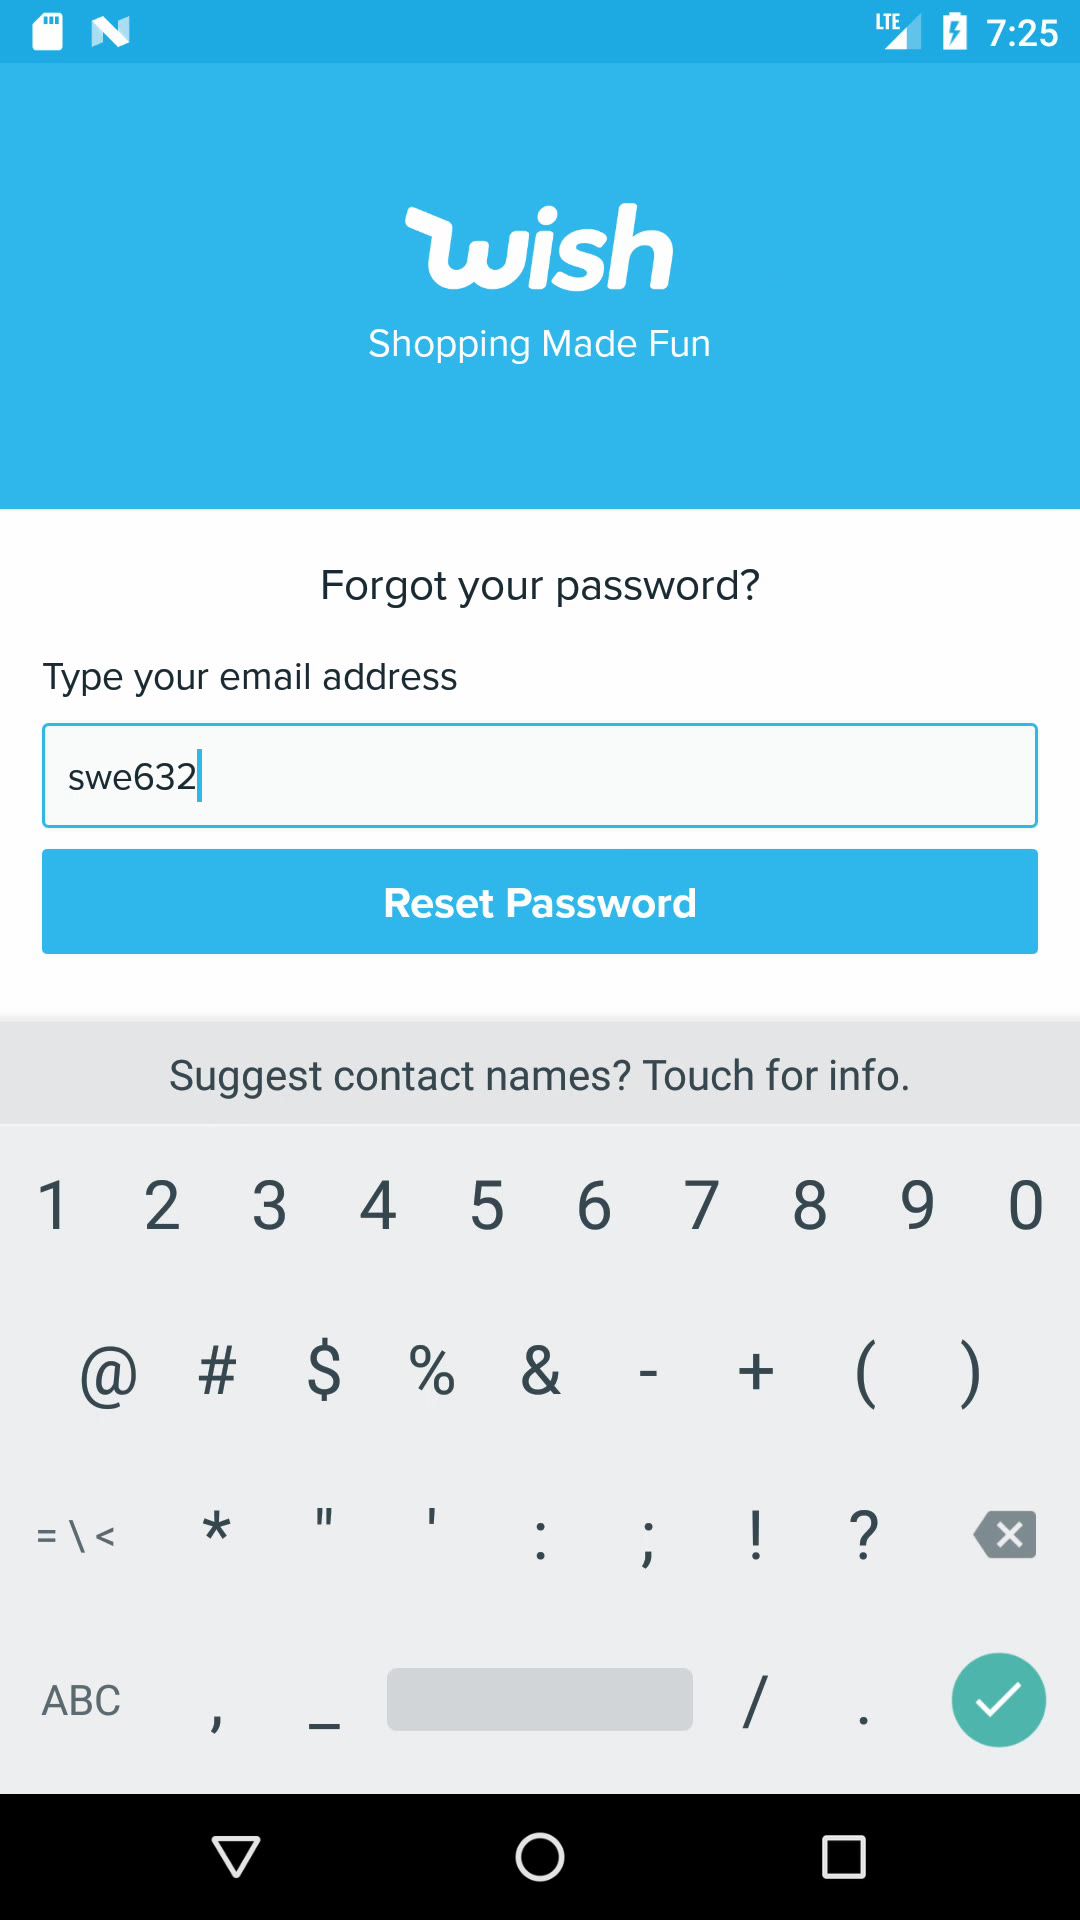 LTE 7:25
wish
Shopping Made Fun
Forgot your password?
Type your email address
swe632
Reset Password
Suggest contact names? Touch for info.
1 2 3 4 5 6 7 8 9 0
@ # $ % & - + ( )
= \ < * " ' : ; ! ?
ABC , _ / .